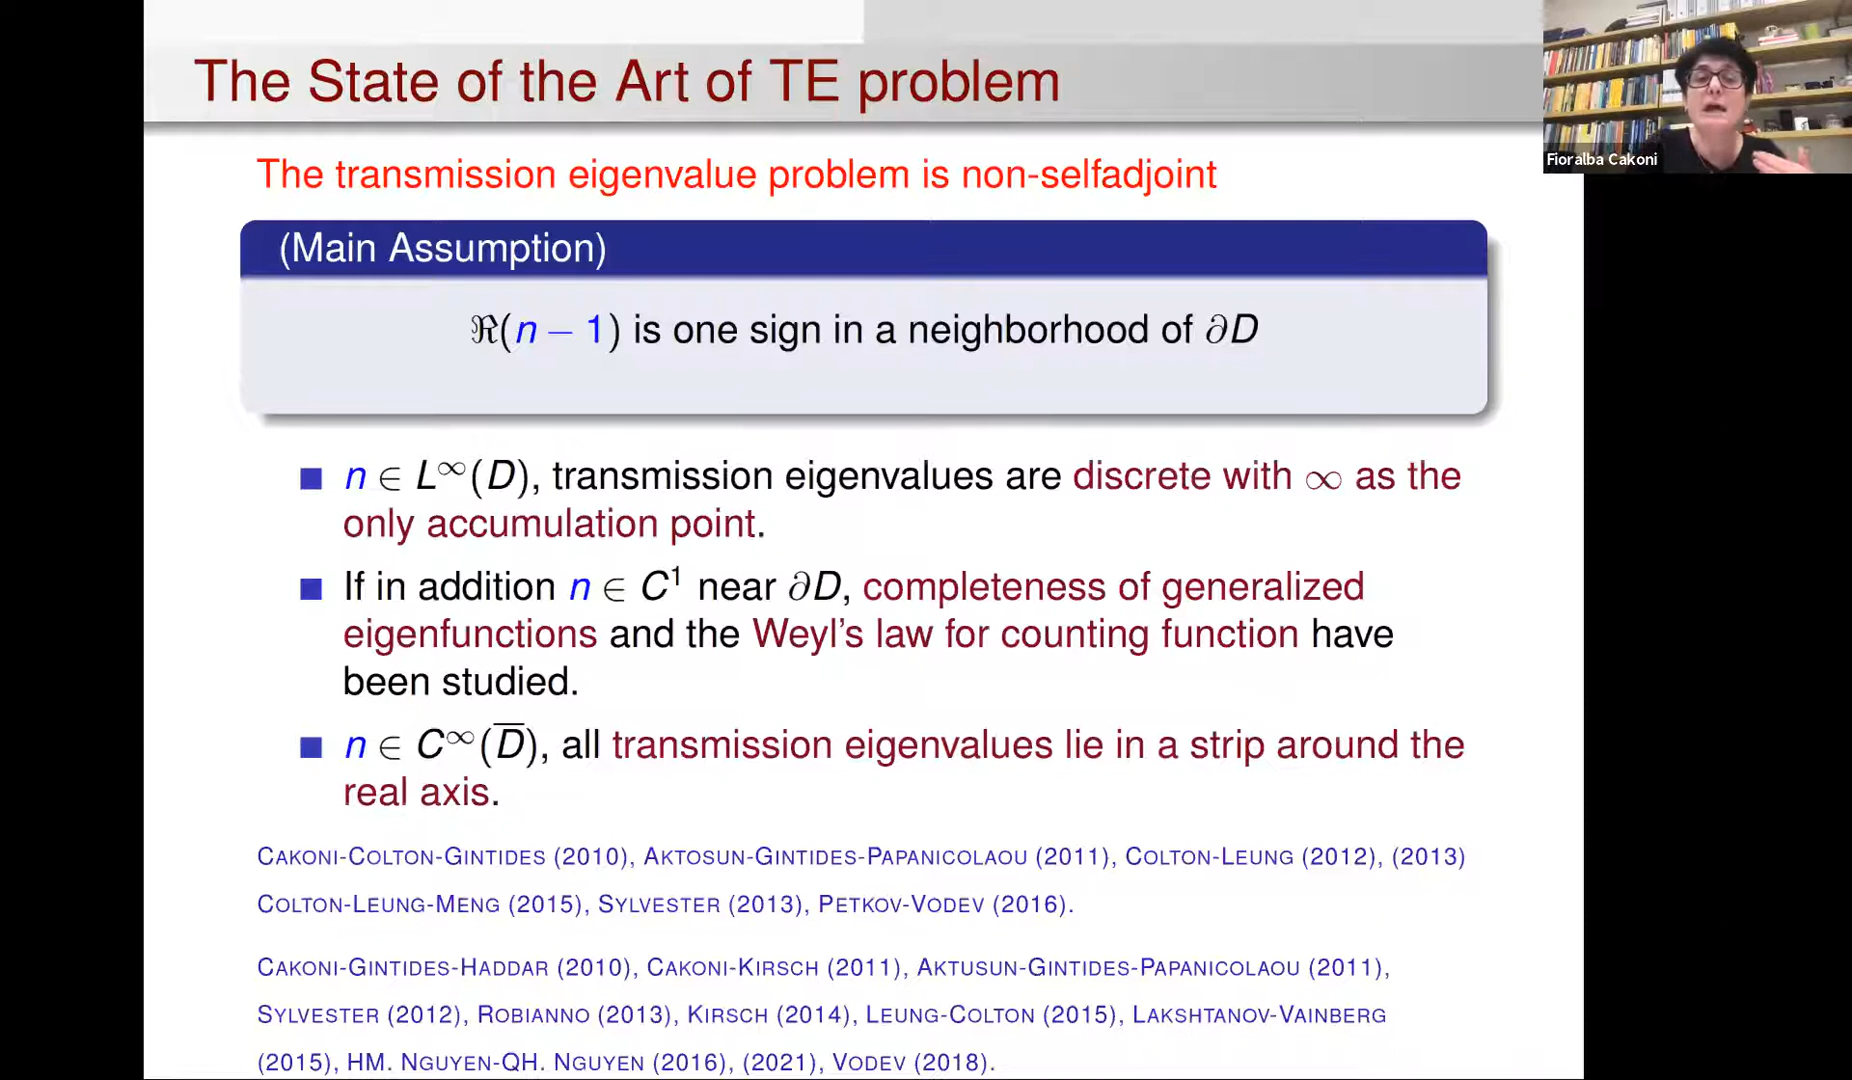 The State of the Art of TE problem
Fioralba Cakoni
The transmission eigenvalue problem is non-selfadjoint
(Main Assumption)
ℜ(n − 1) is one sign in a neighborhood of ∂D
n ∈ L^∞(D), transmission eigenvalues are discrete with ∞ as the
only accumulation point.
If in addition n ∈ C^1 near ∂D, completeness of generalized
eigenfunctions and the Weyl's law for counting function have
been studied.
n ∈ C^∞(D̅), all transmission eigenvalues lie in a strip around the
real axis.
CAKONI-COLTON-GINTIDES (2010), AKTOSUN-GINTIDES-PAPANICOLAOU (2011), COLTON-LEUNG (2012), (2013)
COLTON-LEUNG-MENG (2015), SYLVESTER (2013), PETKOV-VODEV (2016).
CAKONI-GINTIDES-HADDAR (2010), CAKONI-KIRSCH (2011), AKTUSUN-GINTIDES-PAPANICOLAOU (2011),
SYLVESTER (2012), ROBIANNO (2013), KIRSCH (2014), LEUNG-COLTON (2015), LAKSHTANOV-VAINBERG
(2015), HM. NGUYEN-QH. NGUYEN (2016), (2021), VODEV (2018).